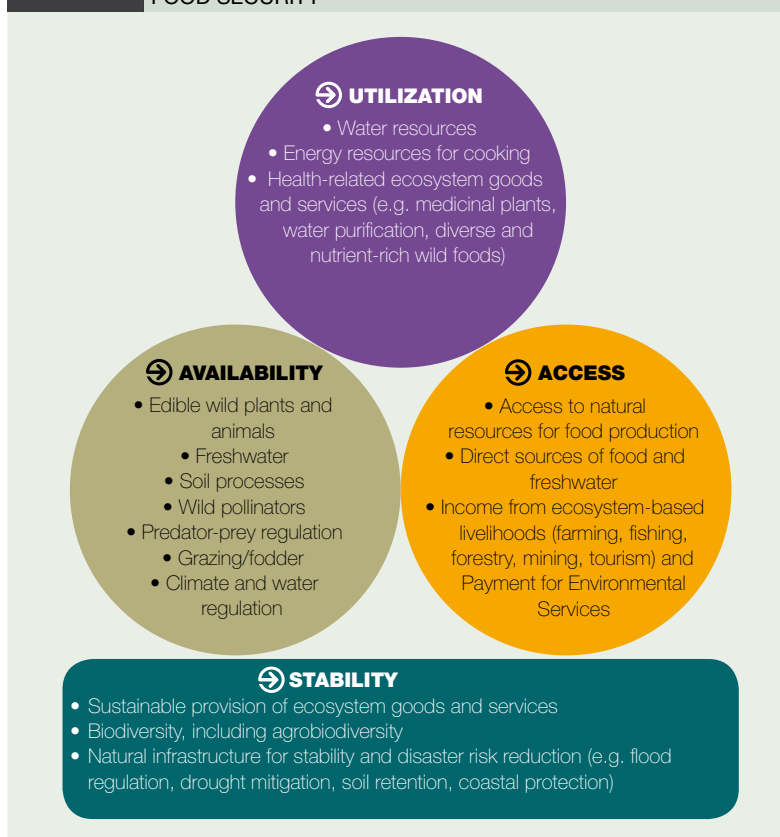 FOOD SECURITY
UTILIZATION
• Water resources
• Energy resources for cooking
• Health-related ecosystem goods
and services (e.g. medicinal plants,
water purification, diverse and
nutrient-rich wild foods)
AVAILABILITY
• Edible wild plants and
animals
• Freshwater
• Soil processes
• Wild pollinators
• Predator-prey regulation
• Grazing/fodder
• Climate and water
regulation
ACCESS
• Access to natural
resources for food production
• Direct sources of food and
freshwater
• Income from ecosystem-based
livelihoods (farming, fishing,
forestry, mining, tourism) and
Payment for Environmental
Services
STABILITY
• Sustainable provision of ecosystem goods and services
• Biodiversity, including agrobiodiversity
• Natural infrastructure for stability and disaster risk reduction (e.g. flood
regulation, drought mitigation, soil retention, coastal protection)